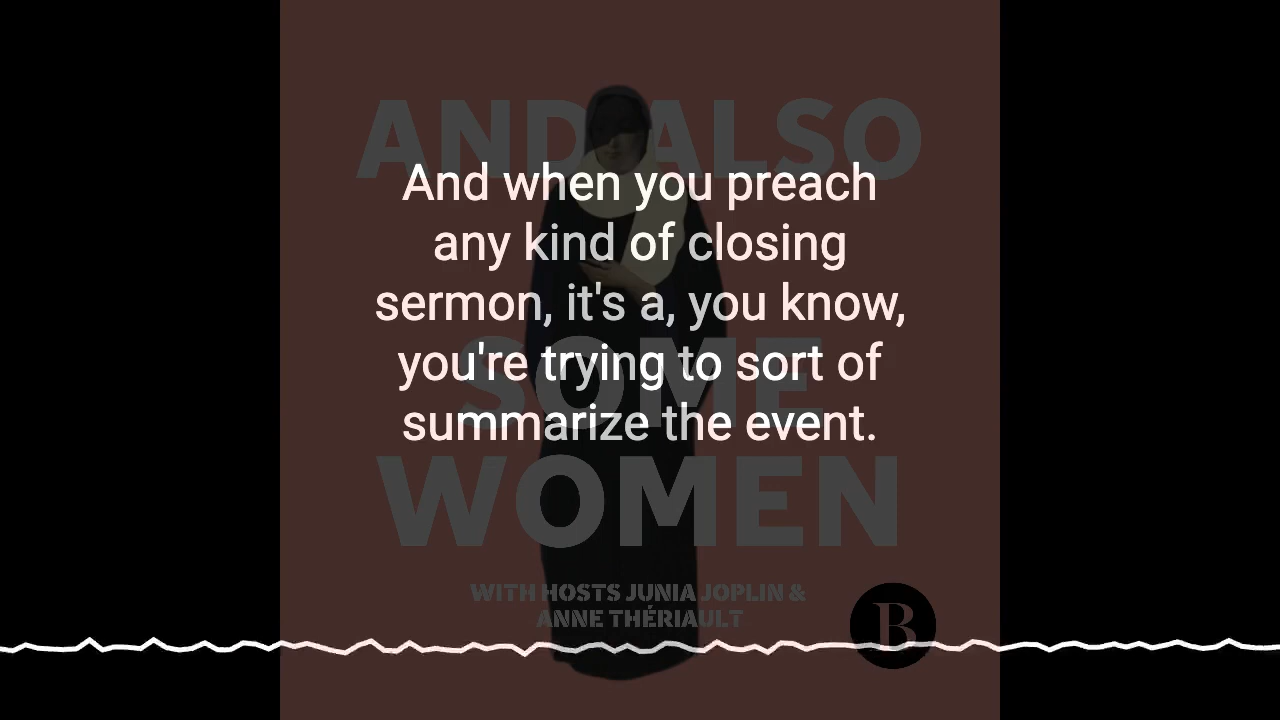 AND ALSO
And when you preach
any kind of closing
sermon, it's a, you know,
you're trying to sort of
summarize the event.
SOME
WOMEN
WITH HOSTS JUNIA JOPLIN &
ANNE THÉRIAULT
B